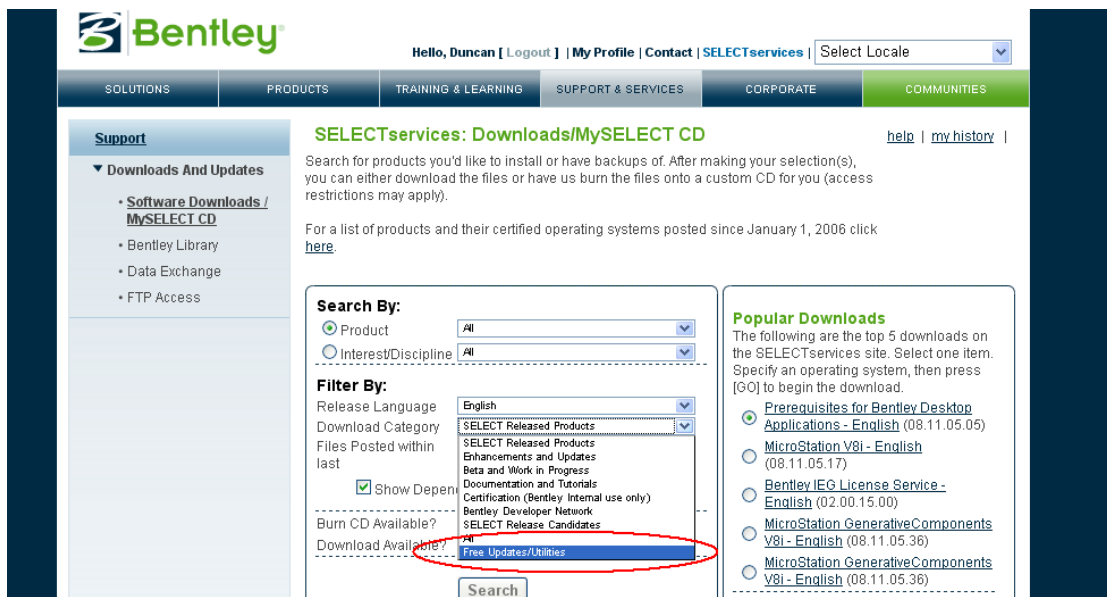 Bentley
Hello, Duncan [ Logout ] | My Profile | Contact | SELECTservices | Select Locale
SOLUTIONS PRODUCTS TRAINING & LEARNING SUPPORT & SERVICES CORPORATE COMMUNITIES
Support
Downloads And Updates
• Software Downloads /
MySELECT CD
• Bentley Library
• Data Exchange
• FTP Access
SELECTservices: Downloads/MySELECT CD
help | my history |
Search for products you'd like to install or have backups of. After making your selection(s),
you can either download the files or have us burn the files onto a custom CD for you (access
restrictions may apply).
For a list of products and their certified operating systems posted since January 1, 2006 click
here.
Search By:
Product All
Interest/Discipline All
Filter By:
Release Language English
Download Category SELECT Released Products
Files Posted within
last
Show Depen
Burn CD Available?
Download Available?
SELECT Released Products
Enhancements and Updates
Beta and Work in Progress
Documentation and Tutorials
Certification (Bentley Internal use only)
Bentley Developer Network
SELECT Release Candidates
All
Free Updates/Utilities
Search
Popular Downloads
The following are the top 5 downloads on
the SELECTservices site. Select one item.
Specify an operating system, then press
[GO] to begin the download.
Prerequisites for Bentley Desktop
Applications - English (08.11.05.05)
MicroStation V8i - English
(08.11.05.17)
Bentley IEG License Service -
English (02.00.15.00)
MicroStation GenerativeComponents
V8i - English (08.11.05.36)
MicroStation GenerativeComponents
V8i - English (08.11.05.36)